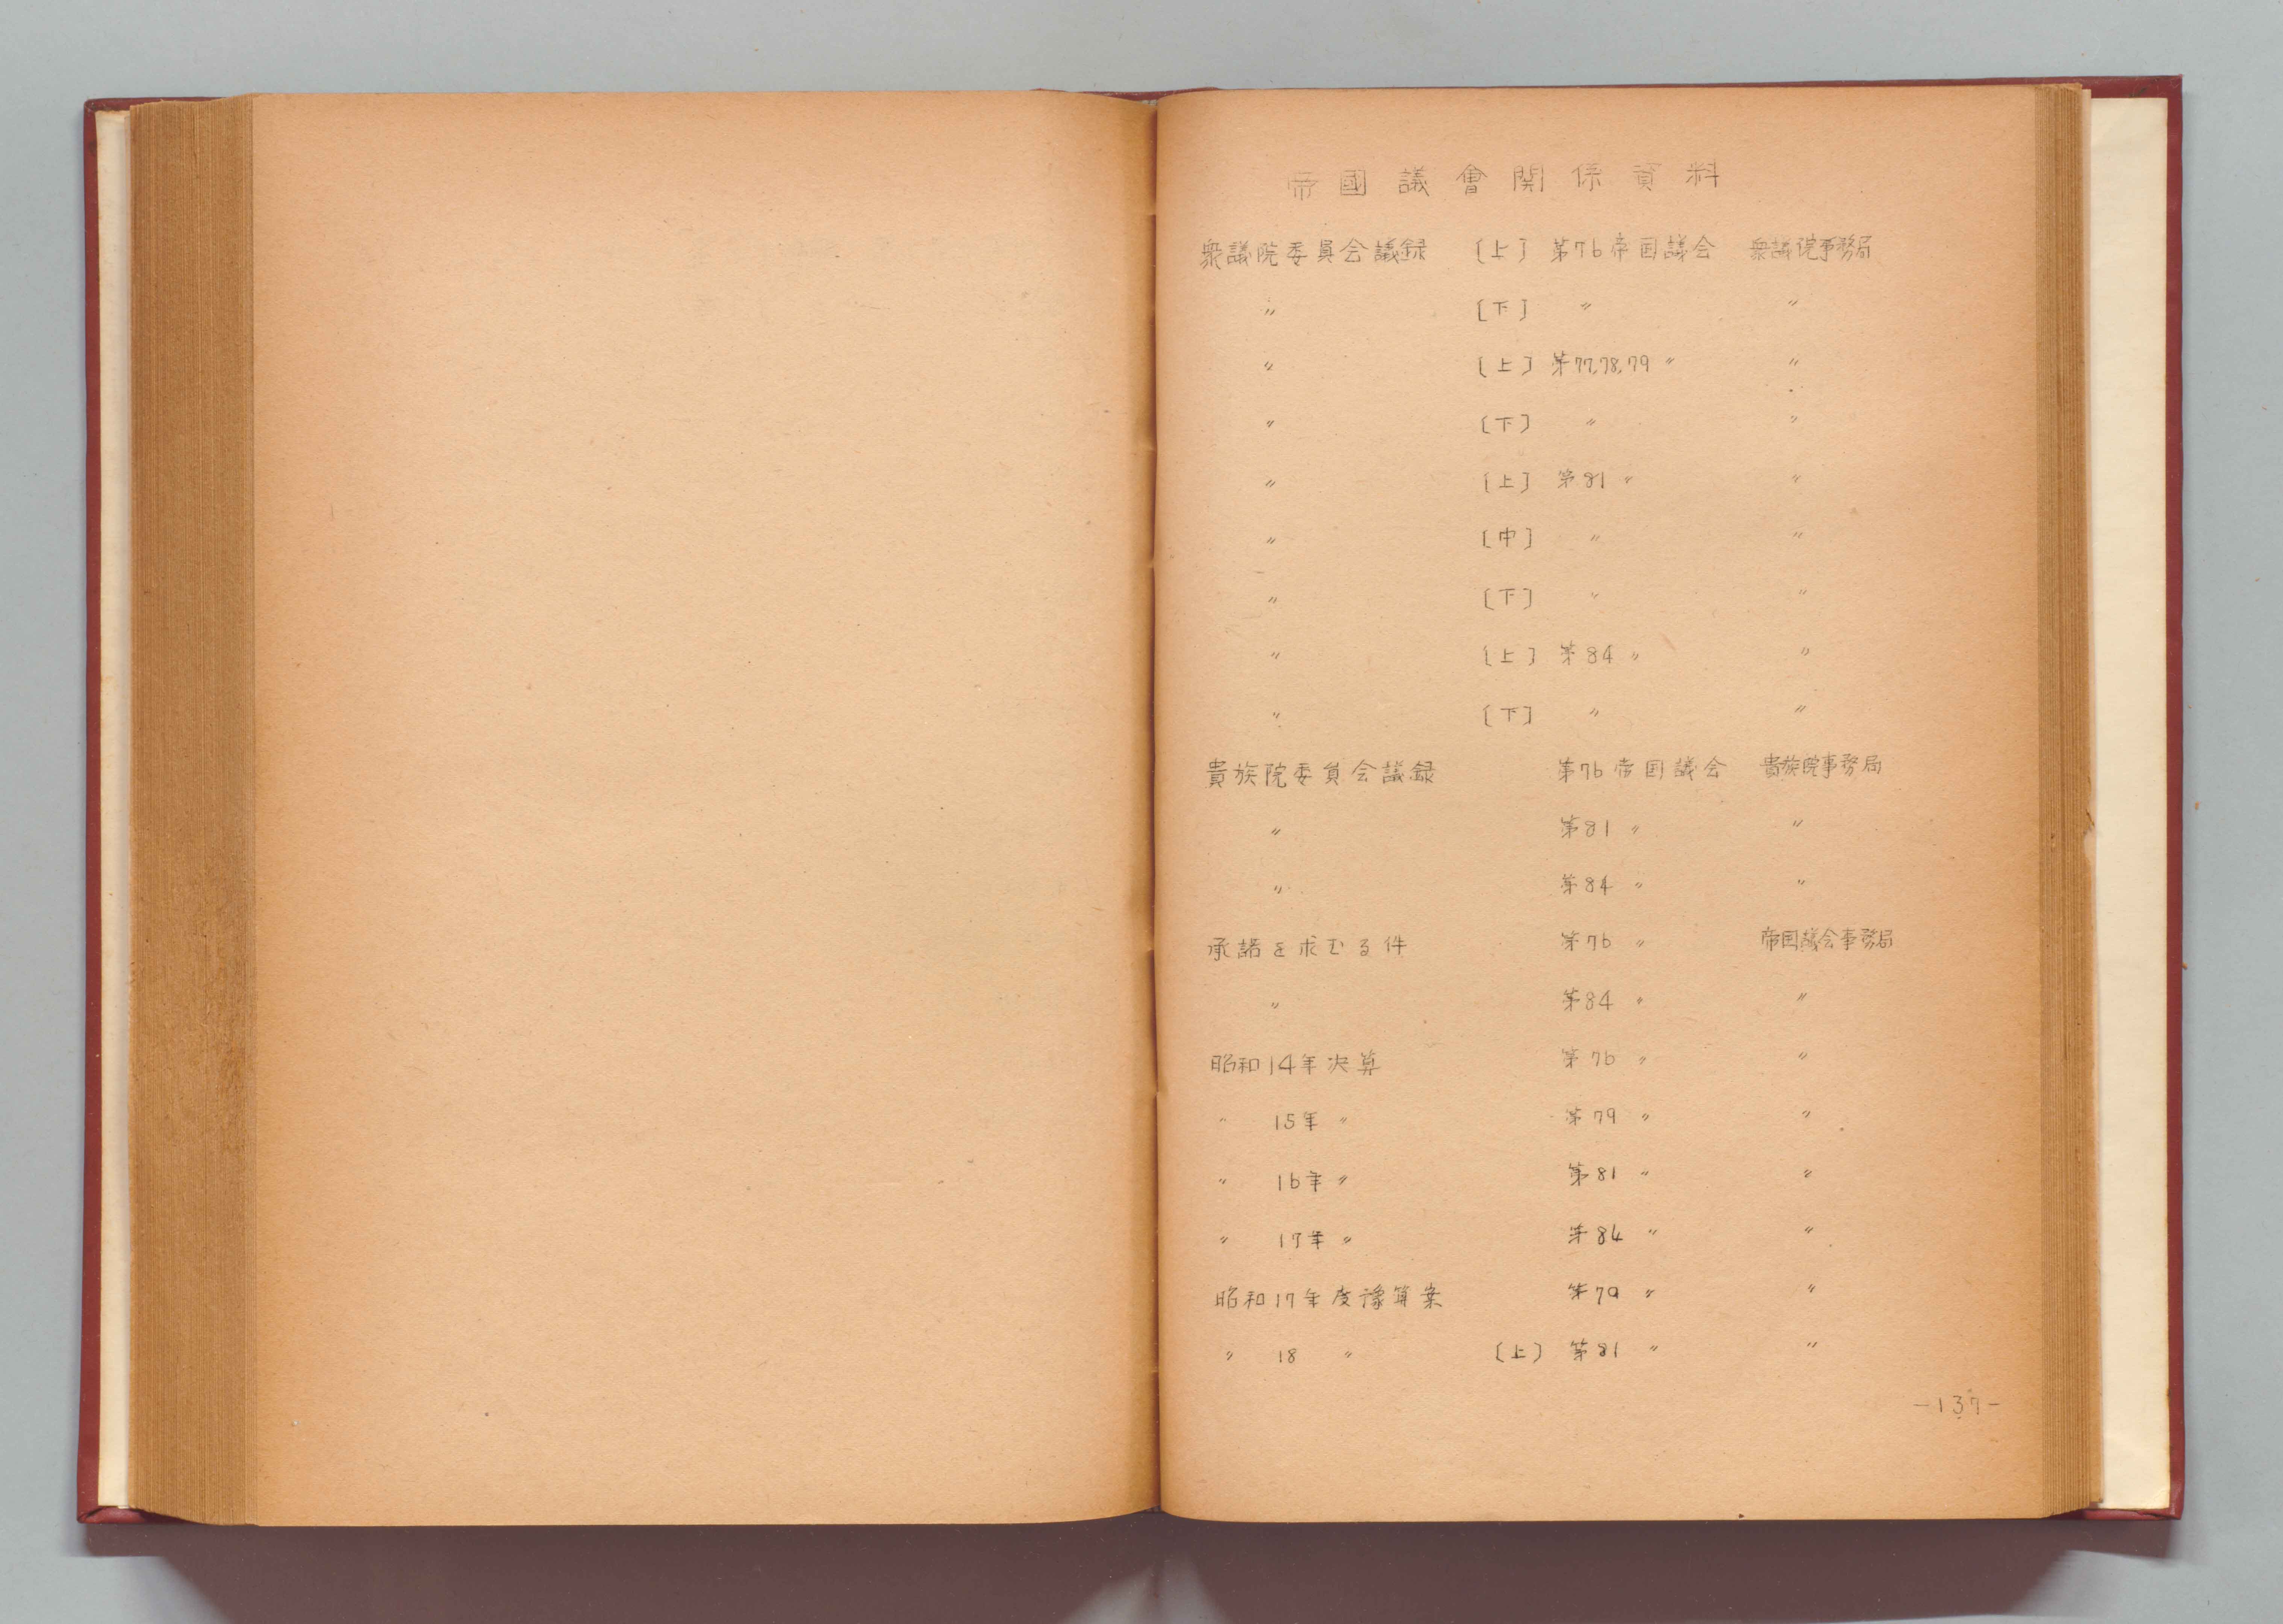 帝國議會関係資料
衆議院委員会議録 〔上〕 第76帝国議会 衆議院事務局
〃 〔下〕 〃 〃
〃 〔上〕 第77,78,79 〃 〃
〃 〔下〕 〃 〃
〃 〔上〕 第81 〃 〃
〃 〔中〕 〃 〃
〃 〔下〕 〃 〃
〃 〔上〕 第84 〃 〃
〃 〔下〕 〃 〃
貴族院委員会議録 第76帝国議会 貴族院事務局
〃 第81 〃 〃
〃 第84 〃 〃
承諾を求むる件 第76 〃 帝国議会事務局
〃 第84 〃 〃
昭和14年决算 第76 〃 〃
〃 15年 〃 第79 〃 〃
〃 16年 〃 第81 〃 〃
〃 17年 〃 第84 〃 〃
昭和17年度豫算案 第79 〃 〃
〃 18 〃 〔上〕 第81 〃 〃
-137-